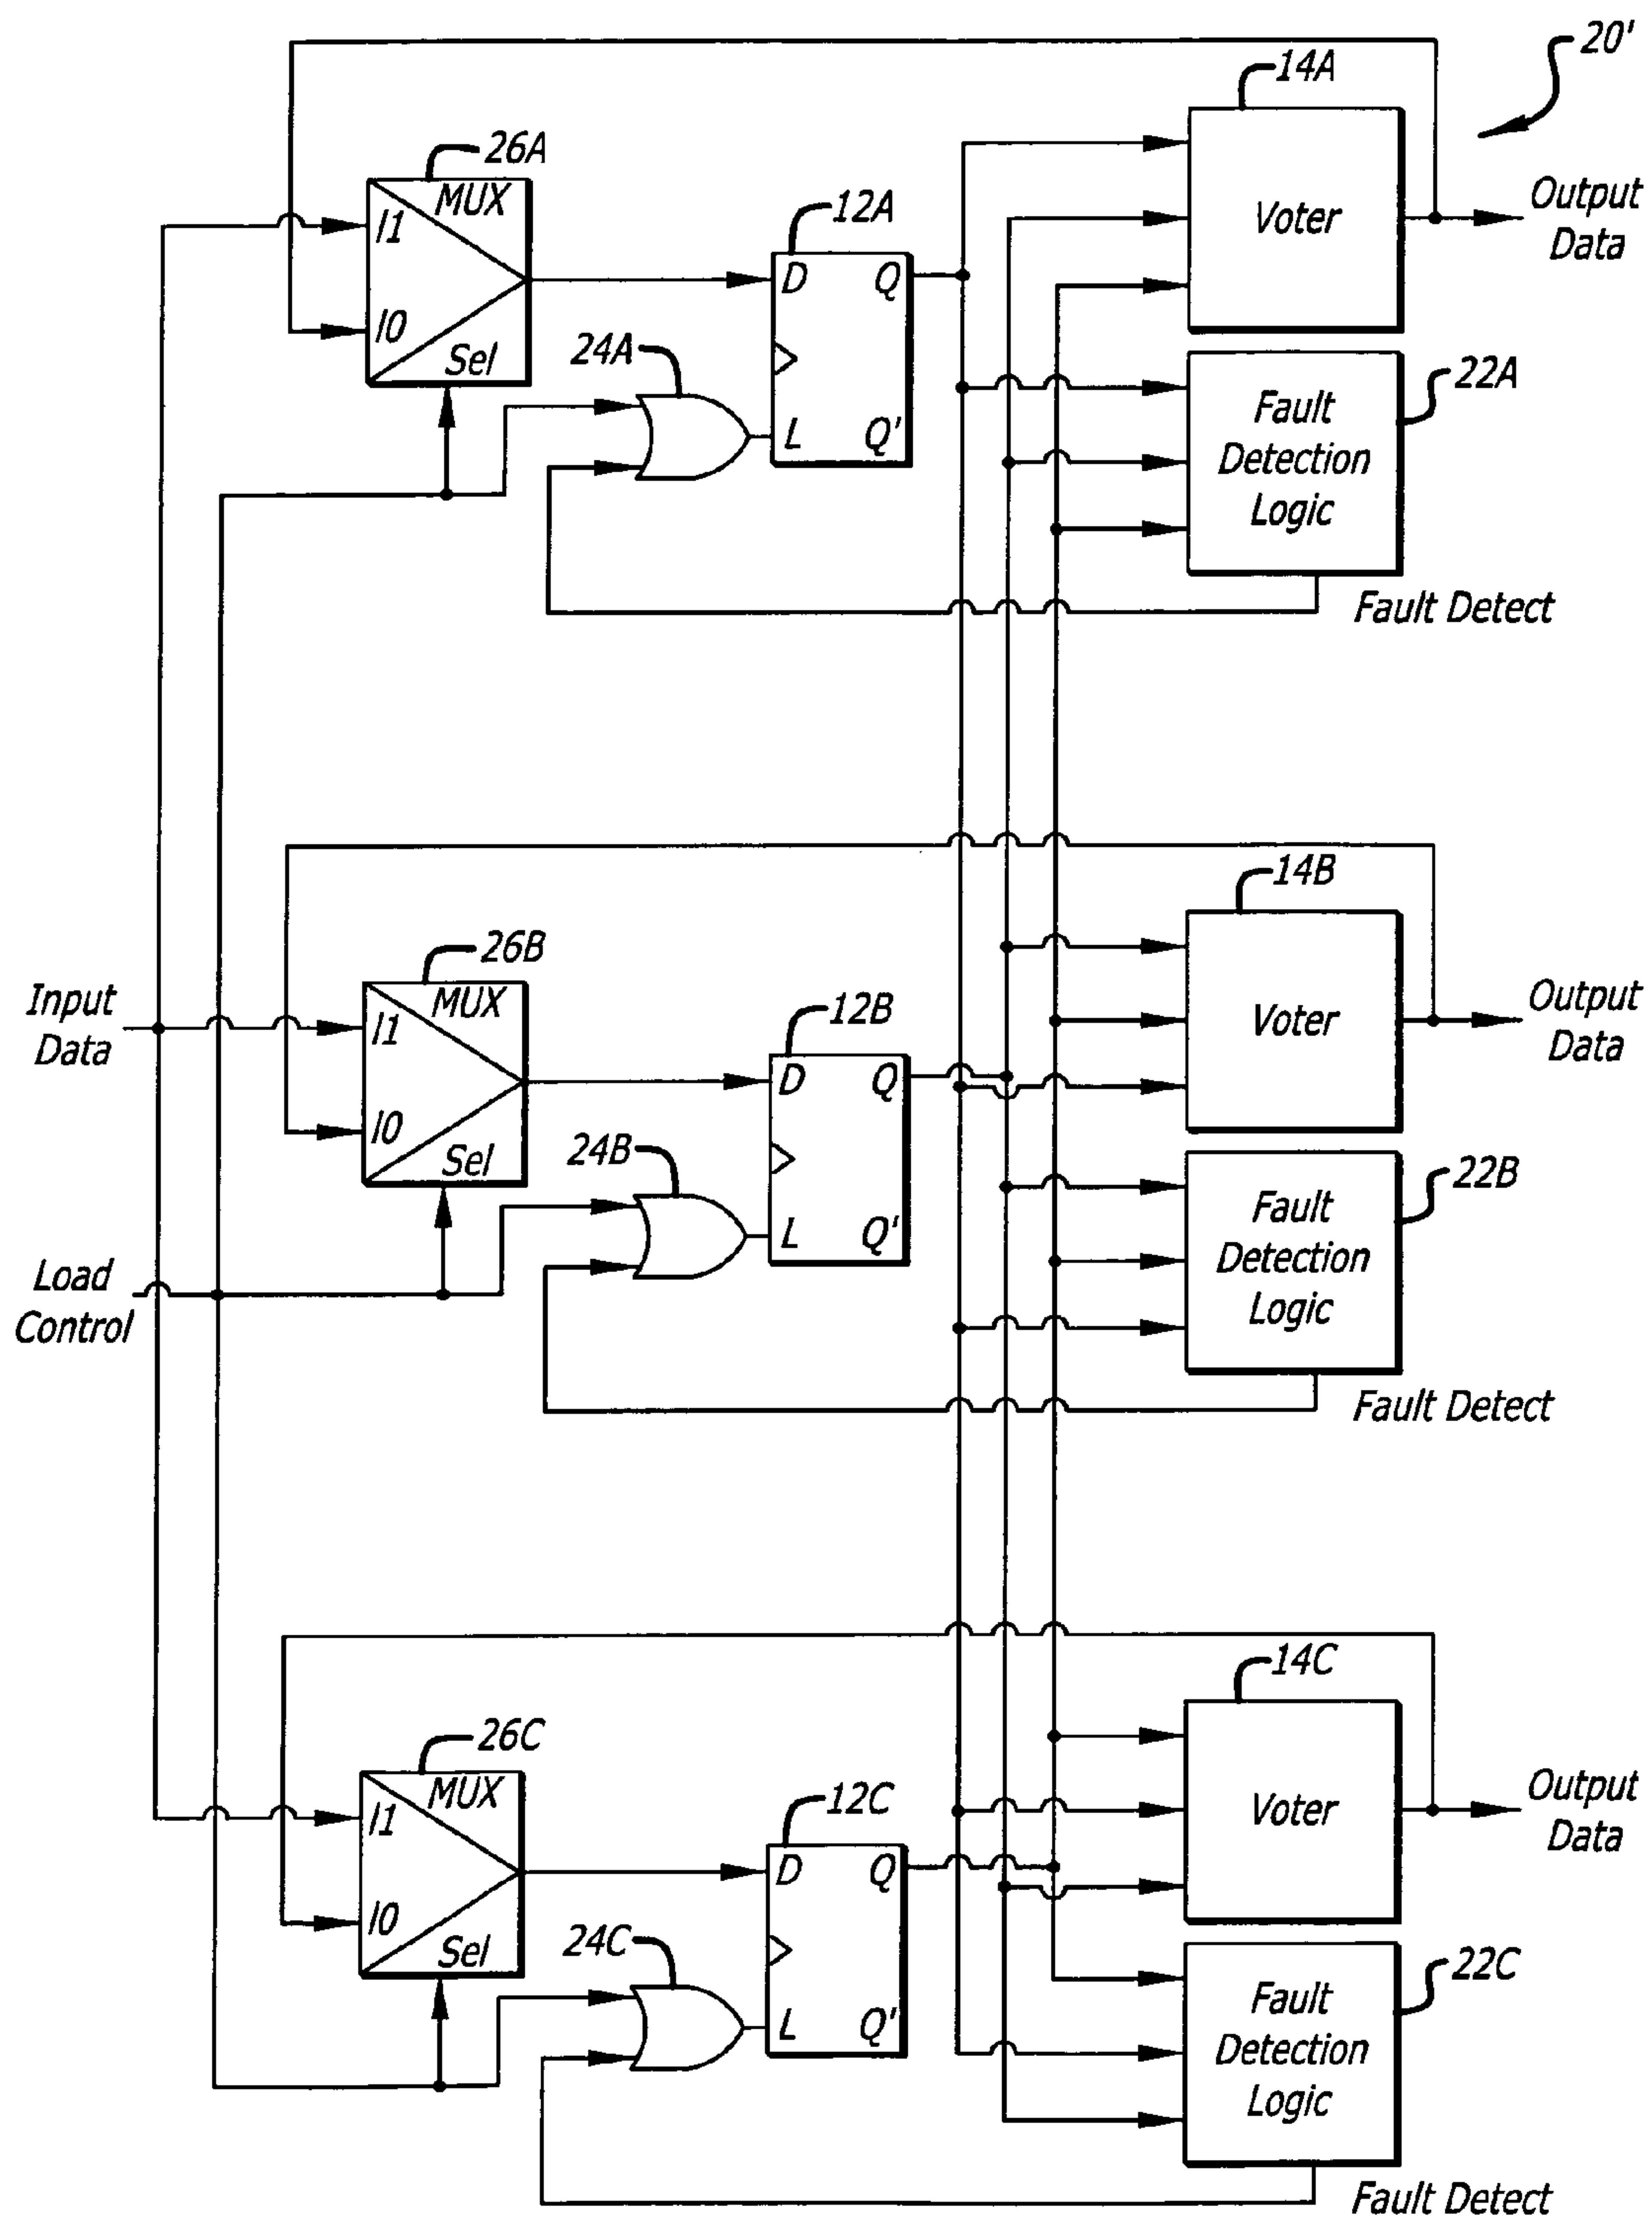 20'
14A
26A
MUX
I1
I0
Sel
12A
D
Q
L
Q'
24A
Voter
Output
Data
22A
Fault
Detection
Logic
Fault Detect
14B
26B
MUX
I1
I0
Sel
12B
D
Q
L
Q'
24B
Voter
Output
Data
Input
Data
22B
Fault
Detection
Logic
Load
Control
Fault Detect
14C
26C
MUX
I1
I0
Sel
12C
D
Q
L
Q'
24C
Voter
Output
Data
22C
Fault
Detection
Logic
Fault Detect